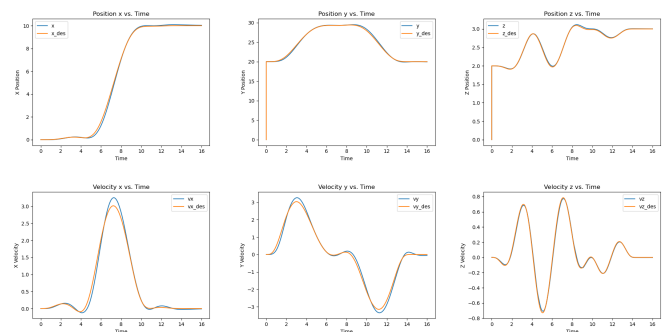 Position x vs. Time
x
x_des
X Position
10
8
6
4
2
0
0 2 4 6 8 10 12 14 16
Time
Position y vs. Time
y
y_des
Y Position
30
25
20
15
10
5
0
0 2 4 6 8 10 12 14 16
Time
Position z vs. Time
z
z_des
Z Position
3.0
2.5
2.0
1.5
1.0
0.5
0.0
0 2 4 6 8 10 12 14 16
Time
Velocity x vs. Time
vx
vx_des
X Velocity
3.0
2.5
2.0
1.5
1.0
0.5
0.0
0 2 4 6 8 10 12 14 16
Time
Velocity y vs. Time
vy
vy_des
Y Velocity
3
2
1
0
−1
−2
−3
0 2 4 6 8 10 12 14 16
Time
Velocity z vs. Time
vz
vz_des
Z Velocity
0.8
0.6
0.4
0.2
0.0
−0.2
−0.4
−0.6
−0.8
0 2 4 6 8 10 12 14 16
Time